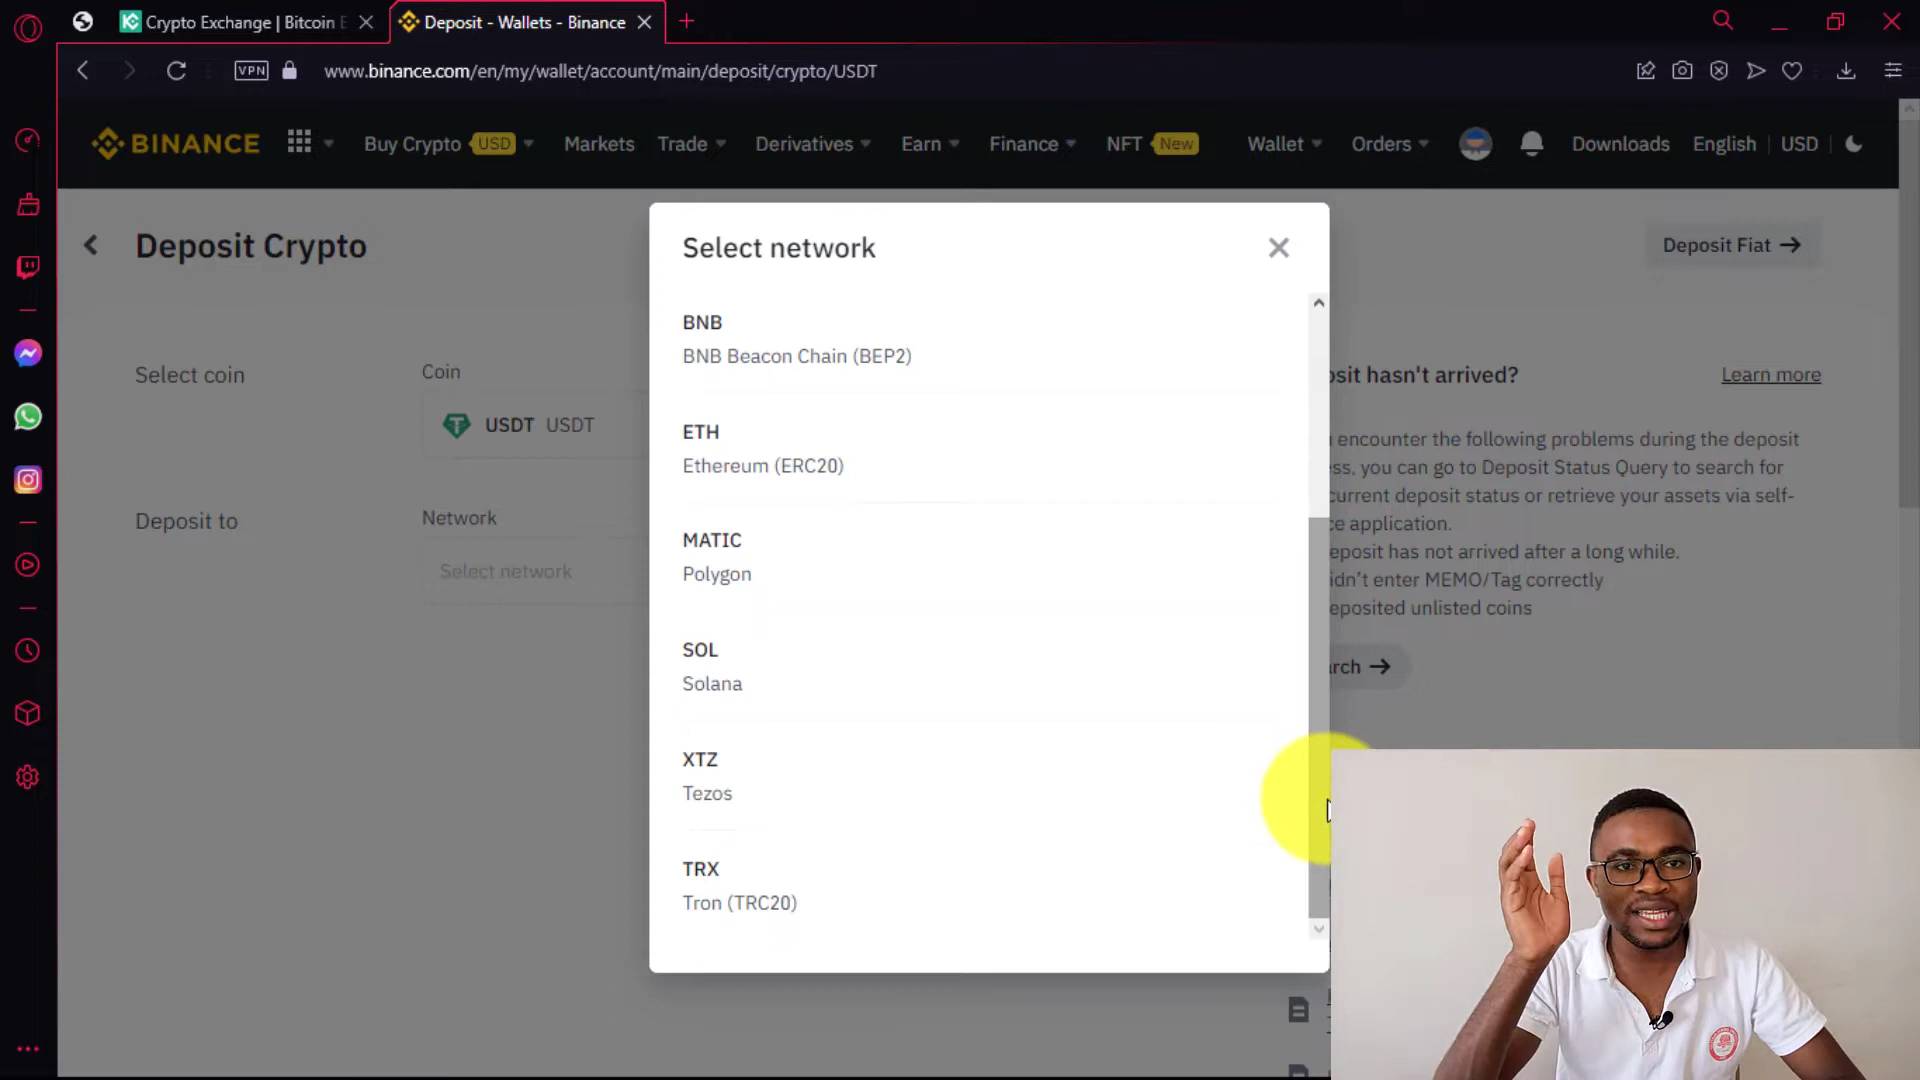 Crypto Exchange | Bitcoin E
Deposit - Wallets - Binance
VPN
www.binance.com/en/my/wallet/account/main/deposit/crypto/USDT
BINANCE
Buy Crypto USD
Markets
Trade
Derivatives
Earn
Finance
NFT New
Wallet
Orders
Downloads
English
USD
Deposit Crypto
Deposit Fiat
Select coin
Coin
USDT USDT
Deposit to
Network
Select network
Select network
BNB
BNB Beacon Chain (BEP2)
ETH
Ethereum (ERC20)
MATIC
Polygon
SOL
Solana
XTZ
Tezos
TRX
Tron (TRC20)
osit hasn't arrived?
Learn more
encounter the following problems during the deposit
ss, you can go to Deposit Status Query to search for
current deposit status or retrieve your assets via self-
ce application.
eposit has not arrived after a long while.
idn't enter MEMO/Tag correctly
eposited unlisted coins
rch